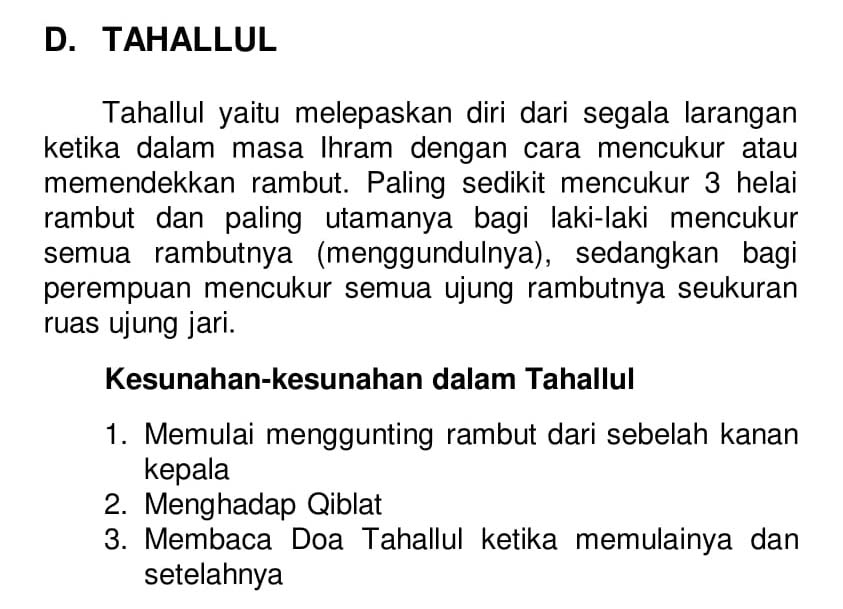 D. TAHALLUL
Tahallul yaitu melepaskan diri dari segala larangan
ketika dalam masa Ihram dengan cara mencukur atau
memendekkan rambut. Paling sedikit mencukur 3 helai
rambut dan paling utamanya bagi laki-laki mencukur
semua rambutnya (menggundulnya), sedangkan bagi
perempuan mencukur semua ujung rambutnya seukuran
ruas ujung jari.
Kesunahan-kesunahan dalam Tahallul
1. Memulai menggunting rambut dari sebelah kanan
kepala
2. Menghadap Qiblat
3. Membaca Doa Tahallul ketika memulainya dan
setelahnya